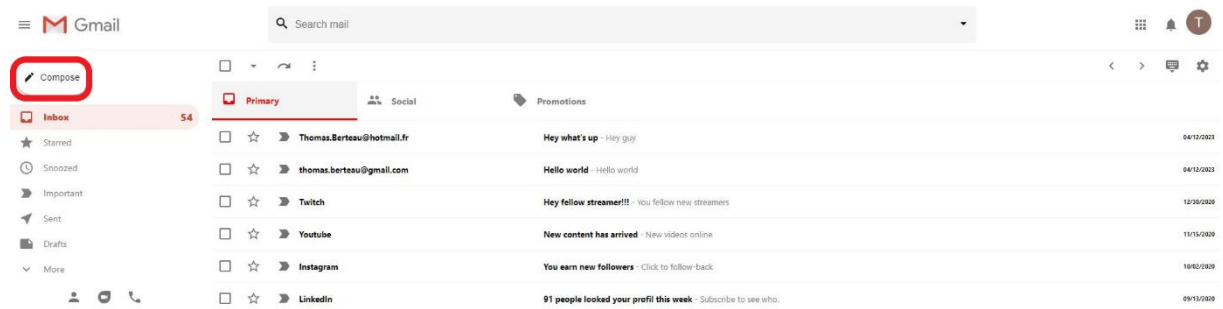 Gmail
Search mail
T
Compose
Primary
Social
Promotions
Inbox 54
Starred
Snoozed
Important
Sent
Drafts
More
Thomas.Berteau@hotmail.fr Hey what's up - Hey guy 04/12/2023
thomas.berteau@gmail.com Hello world - Hello world 04/12/2023
Twitch Hey fellow streamer!!! - You fellow new streamers 12/30/2020
Youtube New content has arrived - New videos online 11/15/2020
Instagram You earn new followers - Click to follow-back 10/02/2020
LinkedIn 91 people looked your profil this week - Subscribe to see who. 09/13/2020